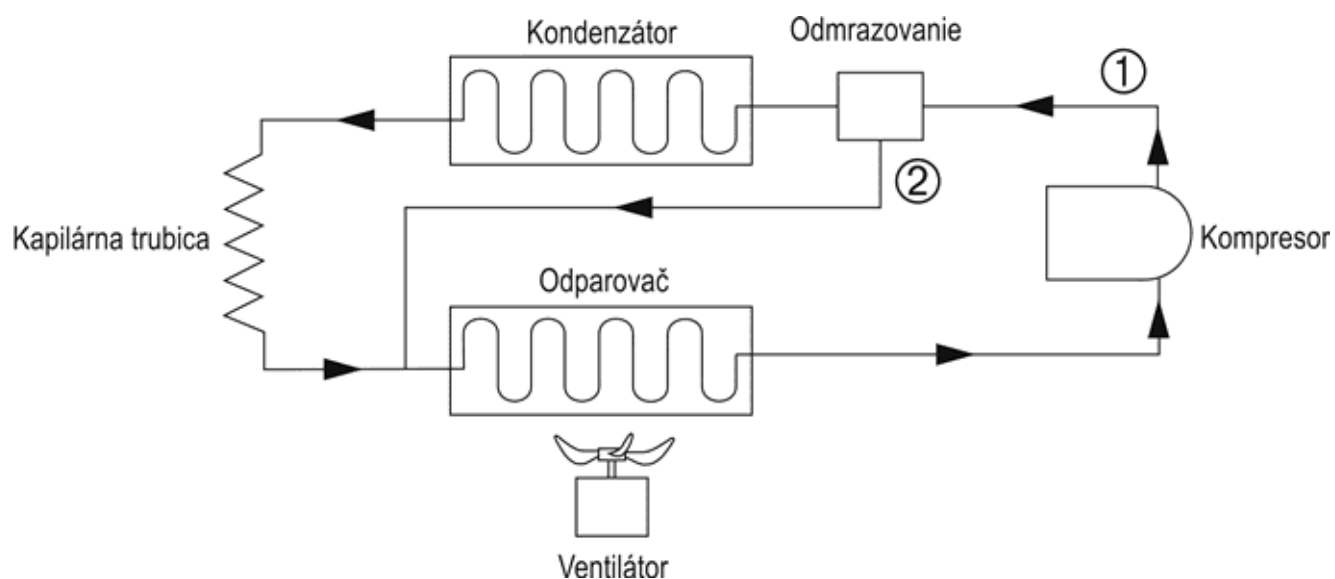 Kondenzátor
Odmrazovanie
①
②
Kapilárna trubica
Kompresor
Odparovač
Ventilátor